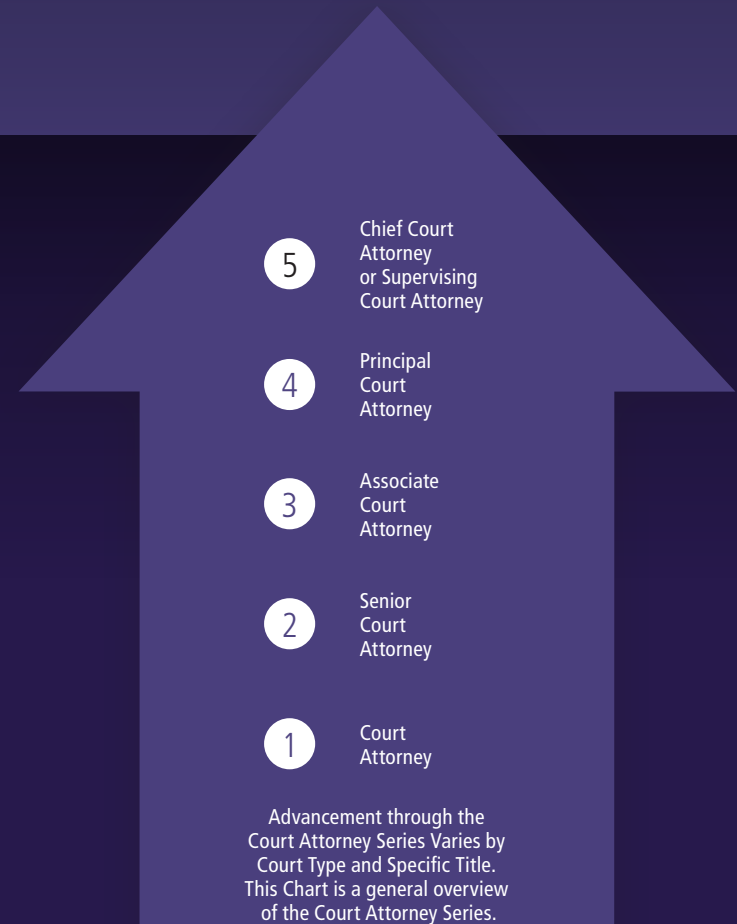 5
Chief Court
Attorney
or Supervising
Court Attorney
4
Principal
Court
Attorney
3
Associate
Court
Attorney
2
Senior
Court
Attorney
1
Court
Attorney
Advancement through the
Court Attorney Series Varies by
Court Type and Specific Title.
This Chart is a general overview
of the Court Attorney Series.